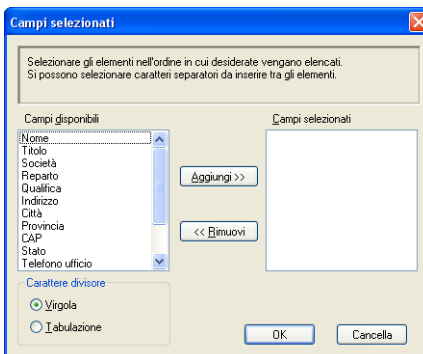 Campi selezionati
Selezionare gli elementi nell'ordine in cui desiderate vengano elencati.
Si possono selezionare caratteri separatori da inserire tra gli elementi.
Campi disponibili
Campi selezionati
Nome
Titolo
Società
Reparto
Qualifica
Indirizzo
Città
Provincia
CAP
Stato
Telefono ufficio
Aggiungi >>
<< Rimuovi
Carattere divisore
Virgola
Tabulazione
OK
Cancella